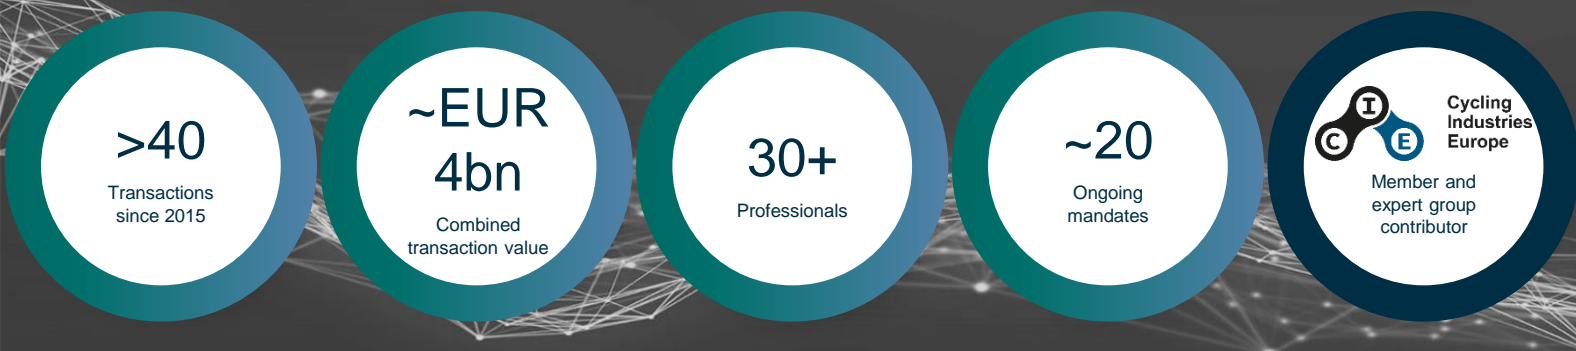 >40
Transactions
since 2015
~EUR
4bn
Combined
transaction value
30+
Professionals
~20
Ongoing
mandates
C I E
Cycling
Industries
Europe
Member and
expert group
contributor